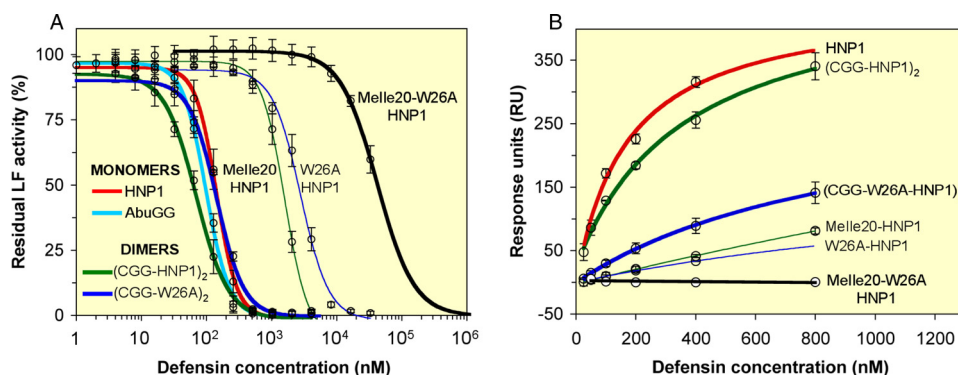 A
Residual LF activity (%)
100
75
50
25
0
MONOMERS
HNP1
AbuGG
DIMERS
(CGG-HNP1)2
(CGG-W26A)2
Melle20
HNP1
W26A
HNP1
Melle20-W26A
HNP1
1 10 10² 10³ 10⁴ 10⁵ 10⁶
Defensin concentration (nM)
B
Response units (RU)
350
250
150
50
-50
HNP1
(CGG-HNP1)2
(CGG-W26A-HNP1)
Melle20-HNP1
W26A-HNP1
Melle20-W26A
HNP1
0 200 400 600 800 1000 1200
Defensin concentration (nM)